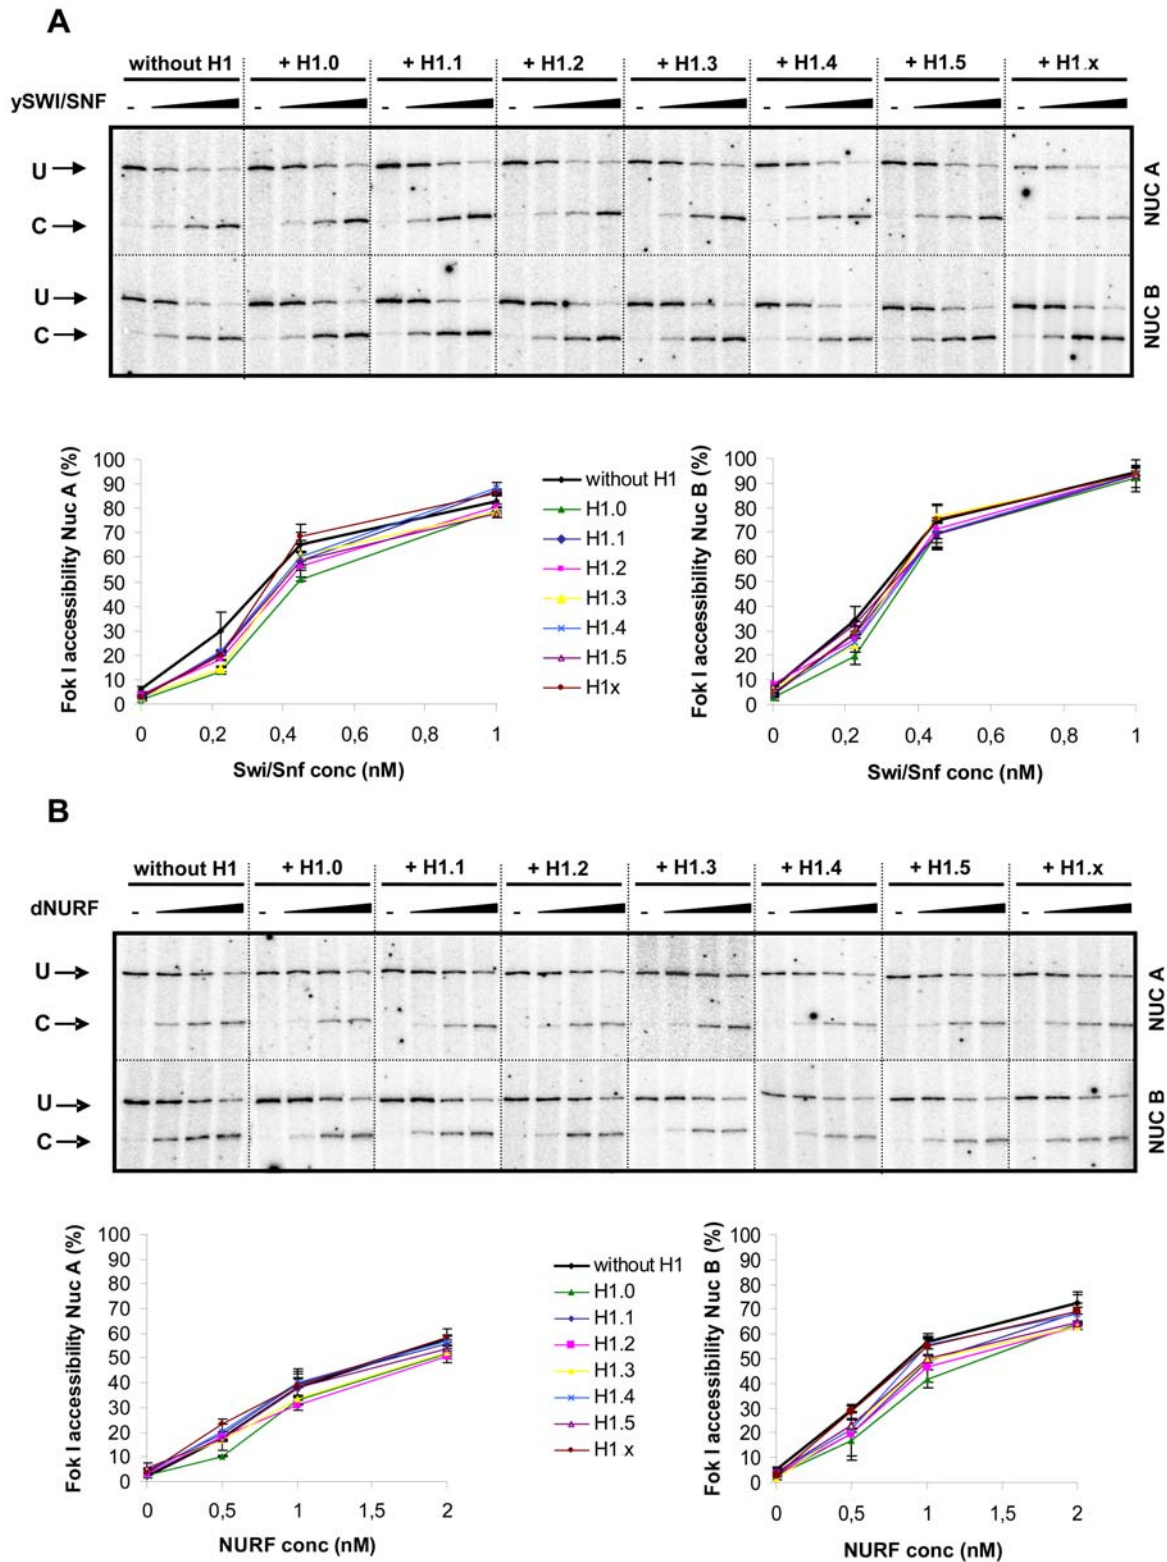 A
without H1 + H1.0 + H1.1 + H1.2 + H1.3 + H1.4 + H1.5 + H1.x
ySWI/SNF - - - - - - - -
U
C
NUC A
U
C
NUC B
Fok I accessibility Nuc A (%)
100
90
80
70
60
50
40
30
20
10
0
0 0,2 0,4 0,6 0,8 1
Swi/Snf conc (nM)
without H1
H1.0
H1.1
H1.2
H1.3
H1.4
H1.5
H1x
Fok I accessibility Nuc B (%)
100
90
80
70
60
50
40
30
20
10
0
0 0,2 0,4 0,6 0,8 1
Swi/Snf conc (nM)
B
without H1 + H1.0 + H1.1 + H1.2 + H1.3 + H1.4 + H1.5 + H1.x
dNURF - - - - - - - -
U
C
NUC A
U
C
NUC B
Fok I accessibility Nuc A (%)
100
90
80
70
60
50
40
30
20
10
0
0 0,5 1 1,5 2
NURF conc (nM)
without H1
H1.0
H1.1
H1.2
H1.3
H1.4
H1.5
H1 x
Fok I accessibility Nuc B (%)
100
90
80
70
60
50
40
30
20
10
0
0 0,5 1 1,5 2
NURF conc (nM)